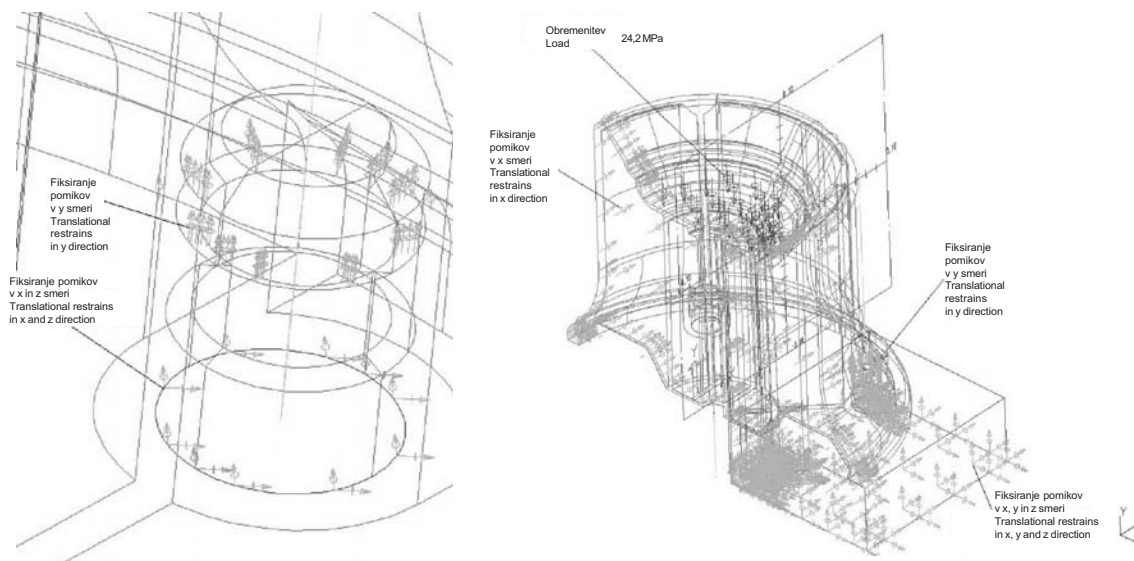 Fiksiranje
pomikov
v y smeri
Translational
restrains
in y direction
Fiksiranje pomikov
v x in z smeri
Translational restrains
in x and z direction
Obremenitev
Load
24,2 MPa
Fiksiranje
pomikov
v x smeri
Translational
restrains
in x direction
Fiksiranje
pomikov
v y smeri
Translational
restrains
in y direction
Fiksiranje pomikov
v x, y in z smeri
Translational restrains
in x, y and z direction
Y